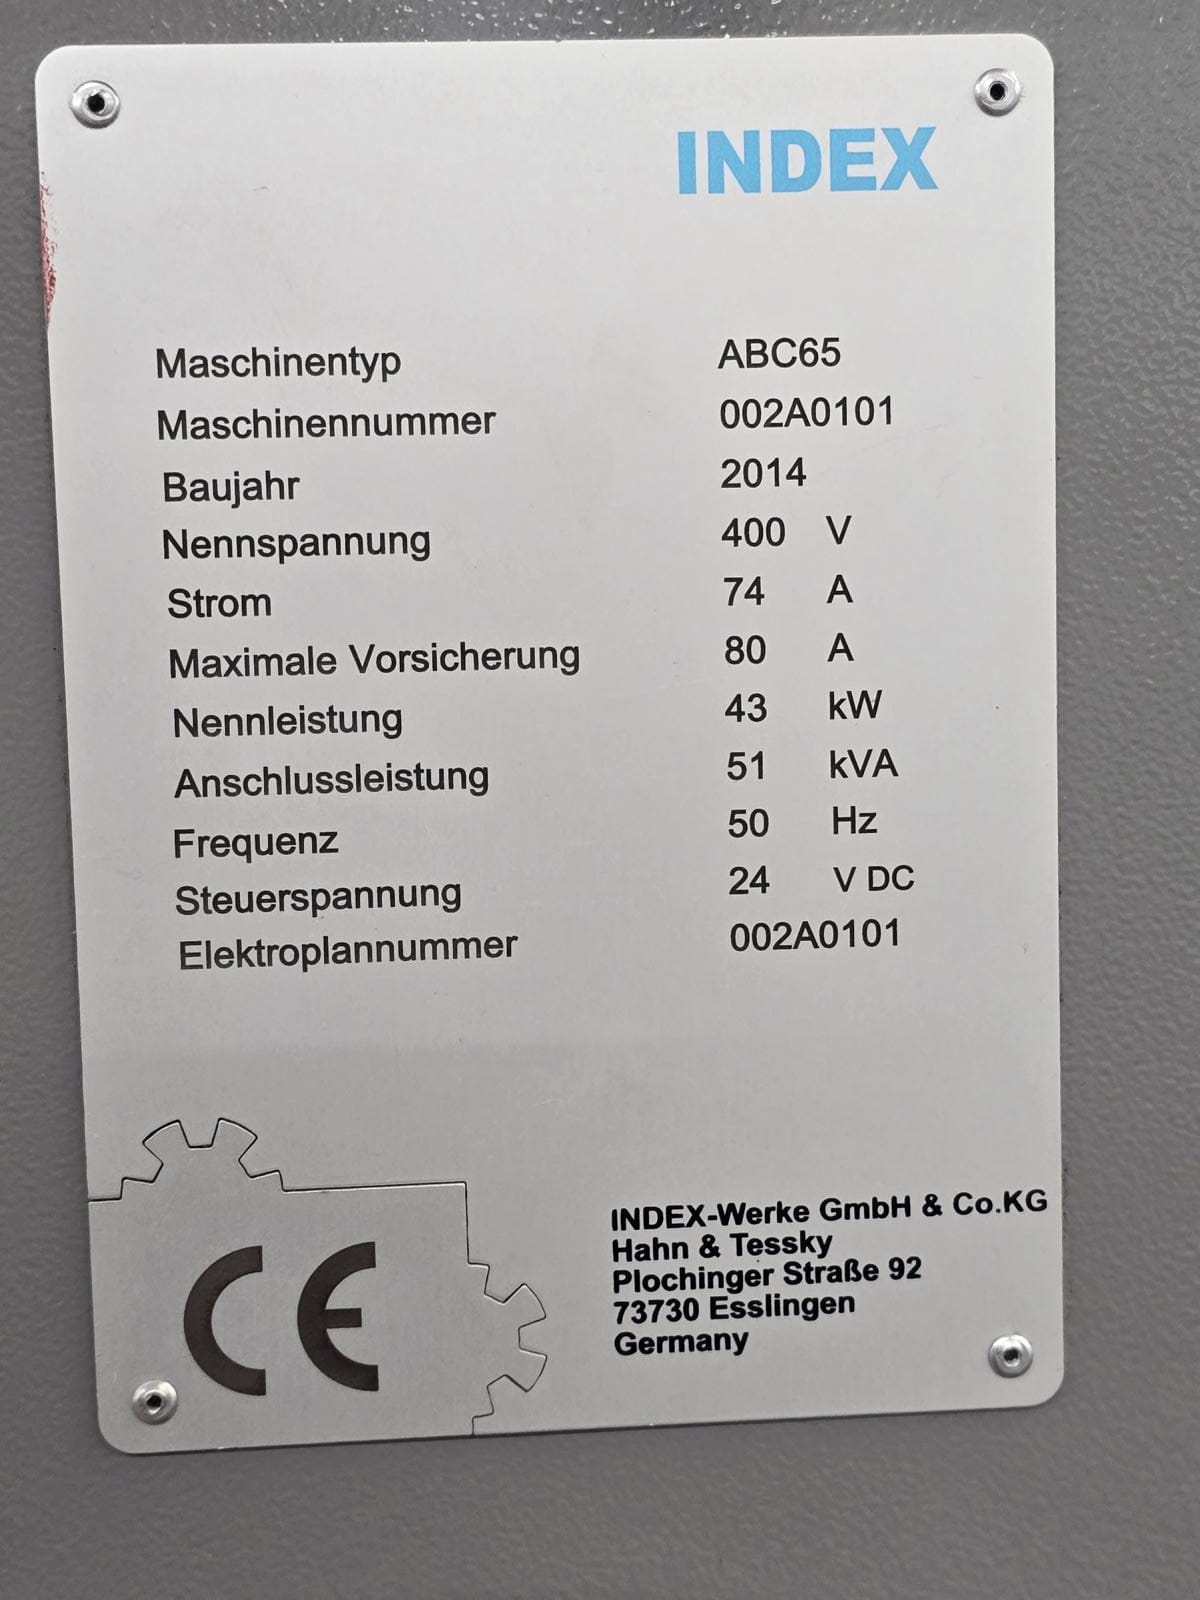 INDEX
Maschinentyp ABC65
Maschinennummer 002A0101
Baujahr 2014
Nennspannung 400 V
Strom 74 A
Maximale Vorsicherung 80 A
Nennleistung 43 kW
Anschlussleistung 51 kVA
Frequenz 50 Hz
Steuerspannung 24 V DC
Elektroplannummer 002A0101
CE
INDEX-Werke GmbH & Co.KG
Hahn & Tessky
Plochinger Straße 92
73730 Esslingen
Germany